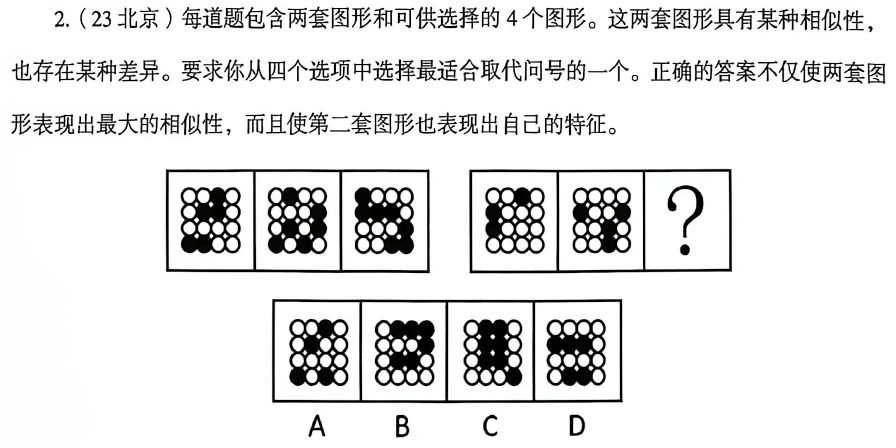 2.(23 北京)每道题包含两套图形和可供选择的 4 个图形。这两套图形具有某种相似性，
也存在某种差异。要求你从四个选项中选择最适合取代问号的一个。正确的答案不仅使两套图
形表现出最大的相似性，而且使第二套图形也表现出自己的特征。
?
A B C D